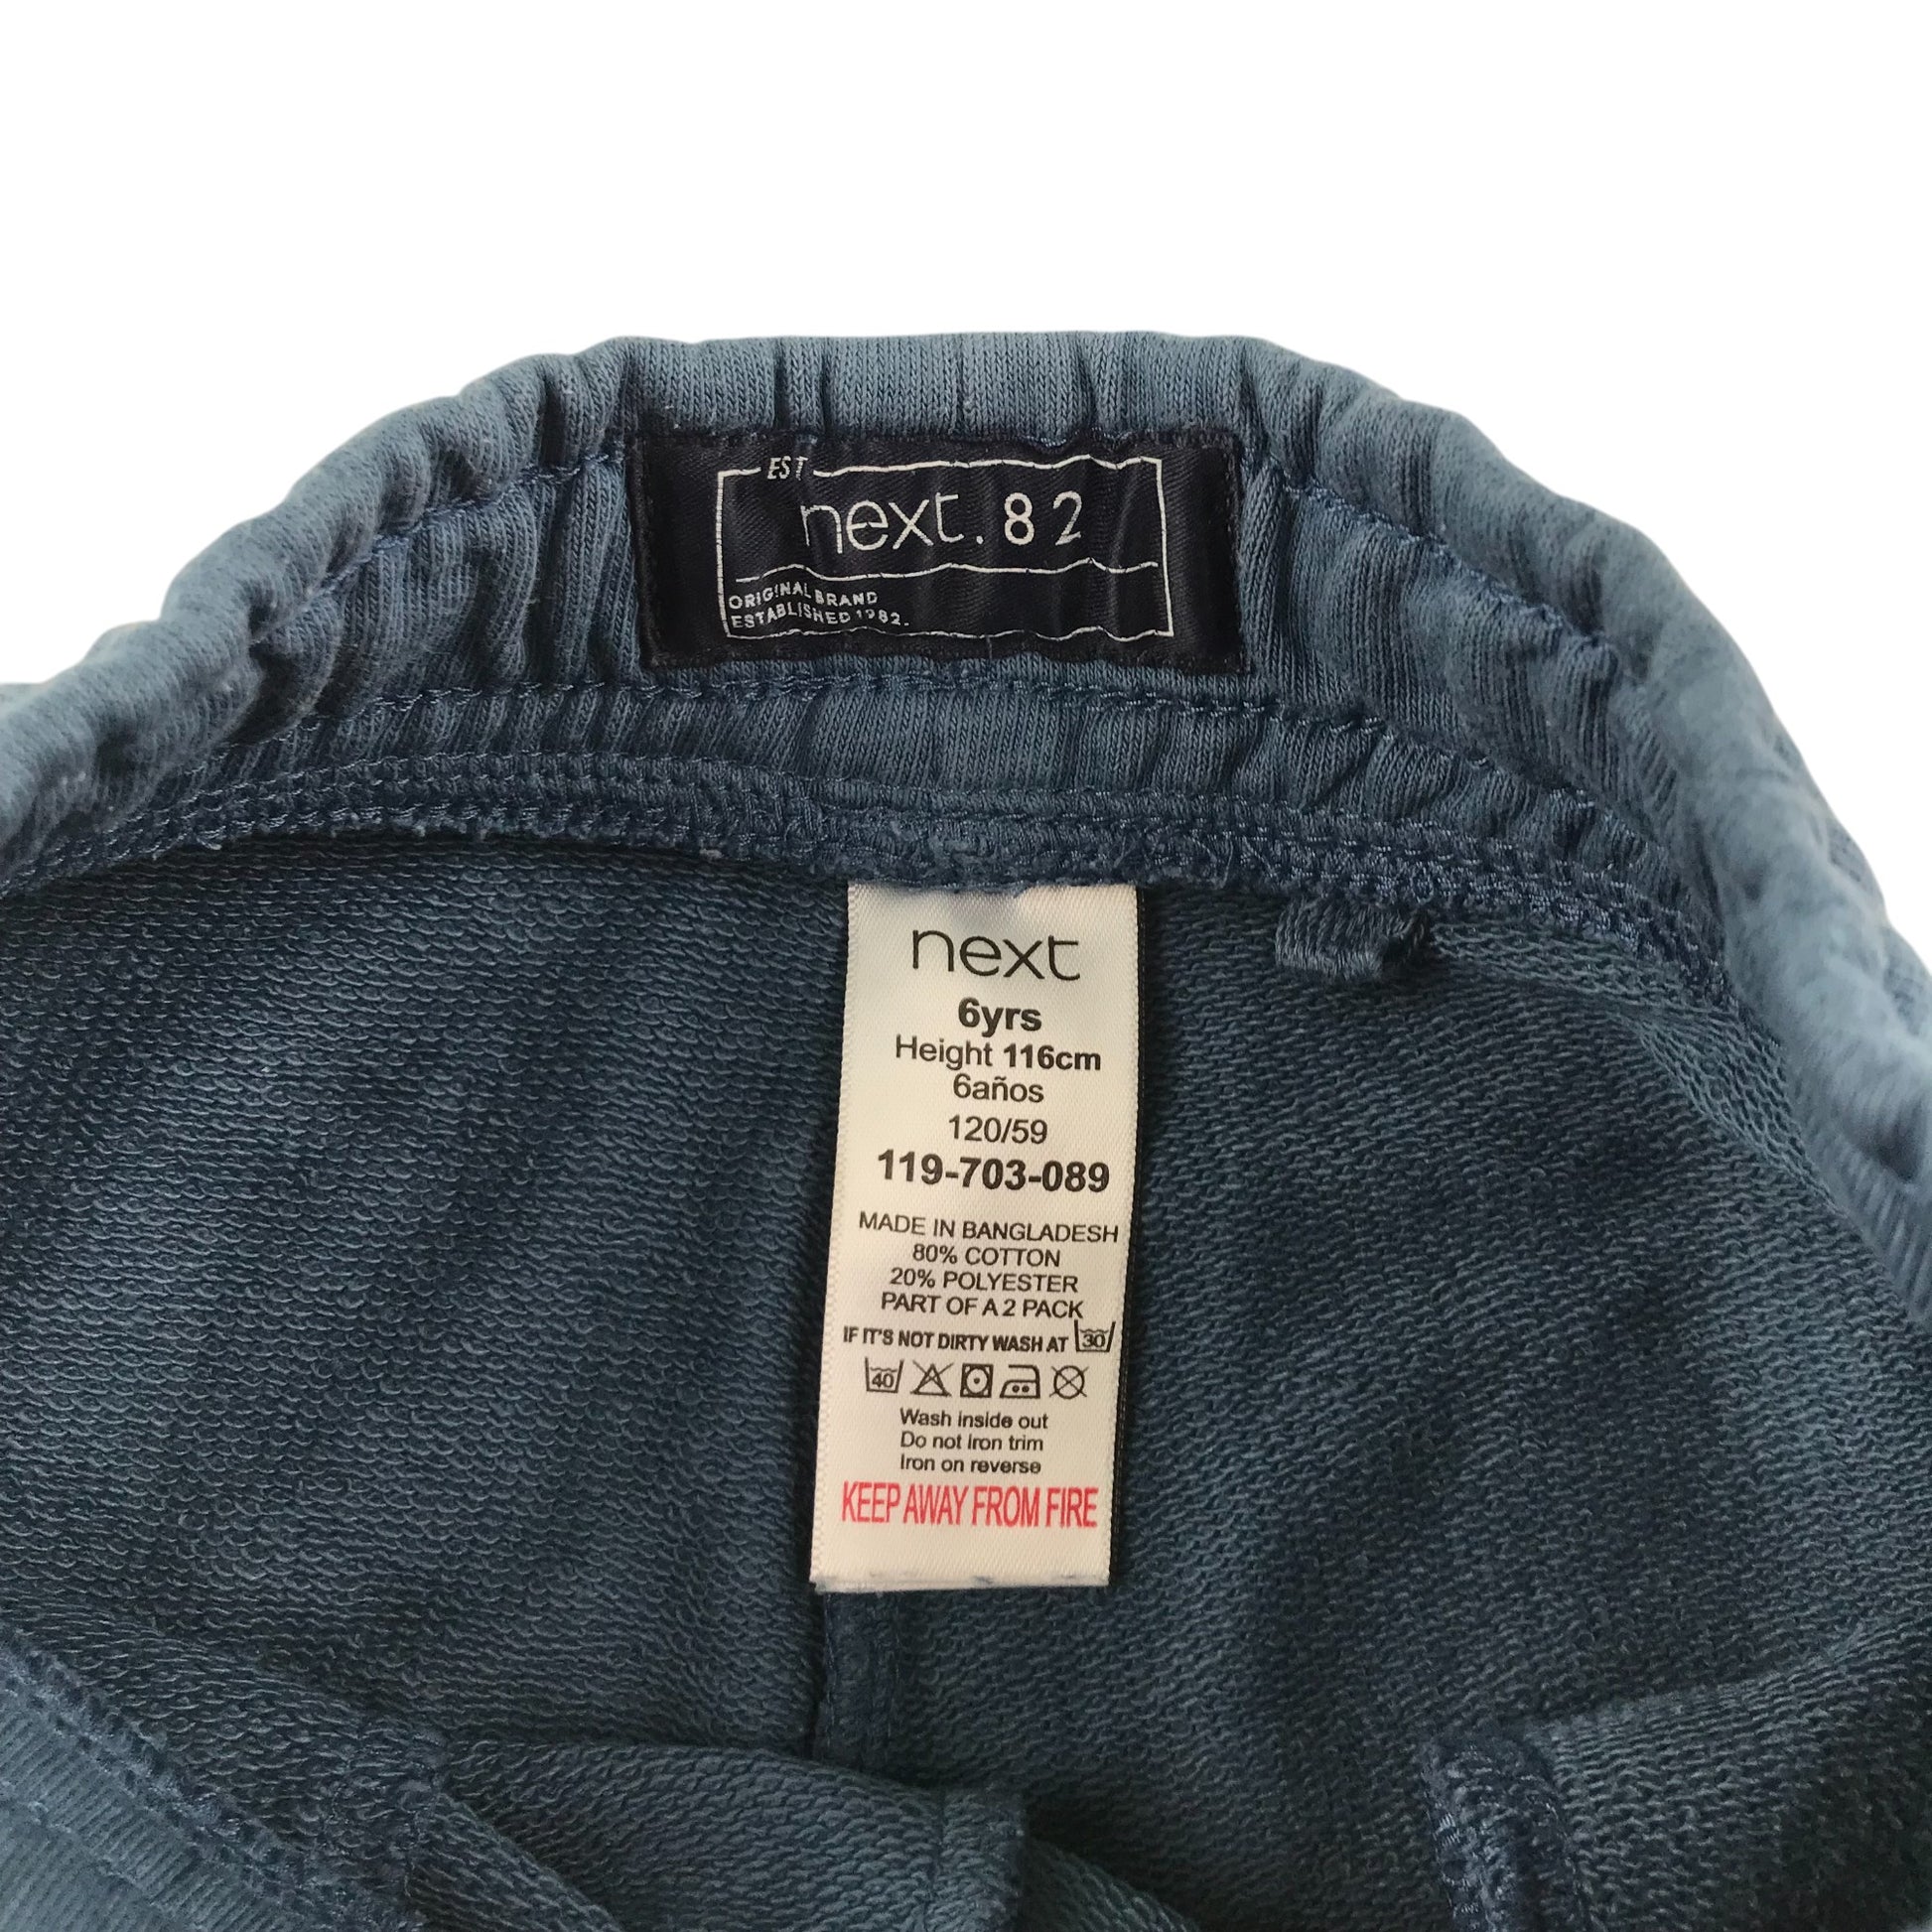 EST
next. 82
ORIGINAL BRAND
ESTABLISHED 1982.
next
6yrs
Height 116cm
6años
120/59
119-703-089
MADE IN BANGLADESH
80% COTTON
20% POLYESTER
PART OF A 2 PACK
IF IT'S NOT DIRTY WASH AT 30
40
Wash inside out
Do not iron trim
Iron on reverse
KEEP AWAY FROM FIRE